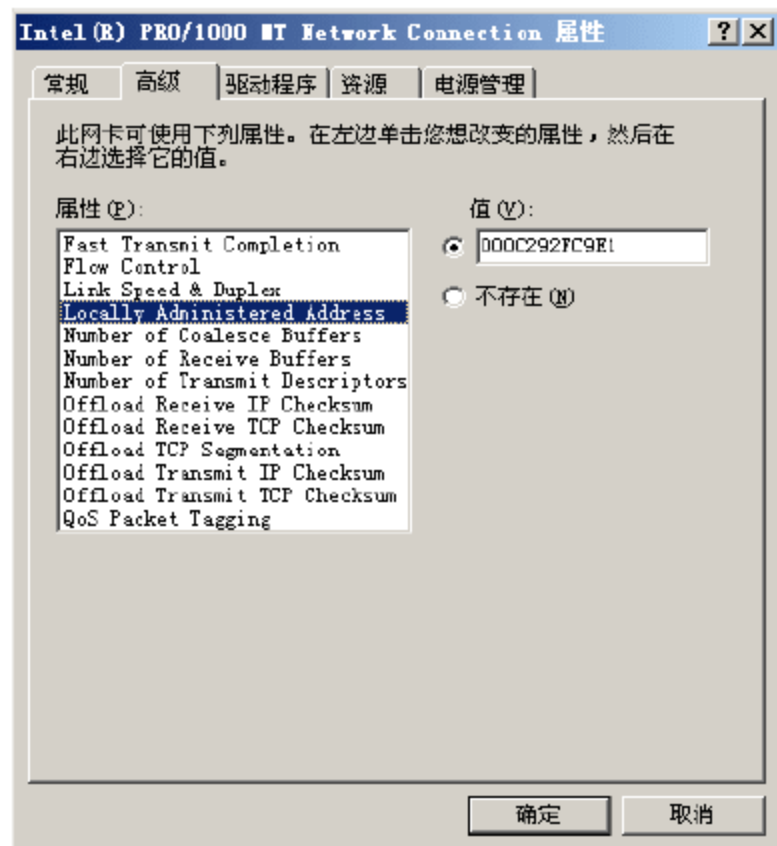 Intel(R) PRO/1000 MT Network Connection 属性
常规 高级 驱动程序 资源 电源管理
此网卡可使用下列属性。在左边单击您想改变的属性，然后在
右边选择它的值。
属性(P): 值(V):
Fast Transmit Completion
Flow Control
Link Speed & Duplex
Locally Administered Address
Number of Coalesce Buffers
Number of Receive Buffers
Number of Transmit Descriptors
Offload Receive IP Checksum
Offload Receive TCP Checksum
Offload TCP Segmentation
Offload Transmit IP Checksum
Offload Transmit TCP Checksum
QoS Packet Tagging
000C292FC9E1
不存在(N)
确定 取消